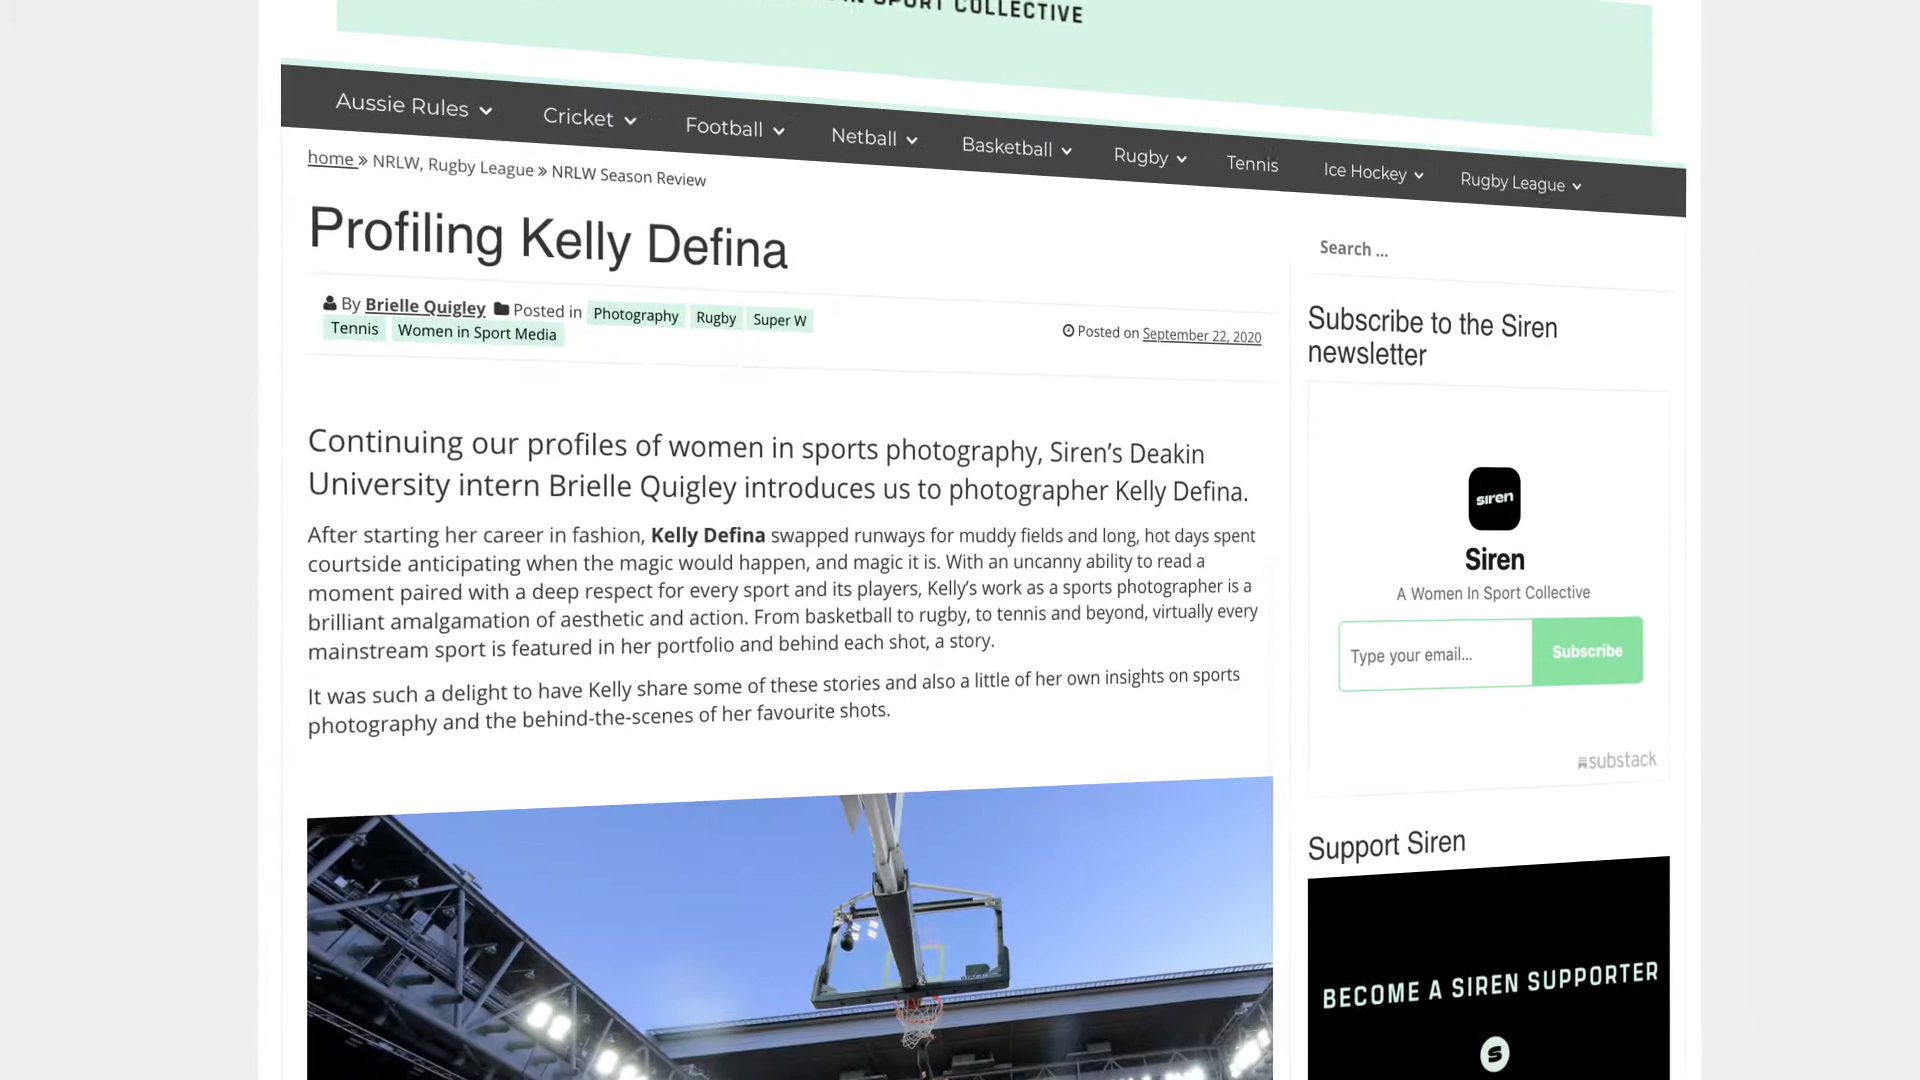 SPORT COLLECTIVE
Aussie Rules Cricket Football Netball Basketball Rugby Tennis Ice Hockey Rugby League
home » NRLW, Rugby League » NRLW Season Review
Profiling Kelly Defina
By Brielle Quigley Posted in Photography Rugby Super W
Tennis Women in Sport Media
Posted on September 22, 2020
Continuing our profiles of women in sports photography, Siren’s Deakin
University intern Brielle Quigley introduces us to photographer Kelly Defina.
After starting her career in fashion, Kelly Defina swapped runways for muddy fields and long, hot days spent
courtside anticipating when the magic would happen, and magic it is. With an uncanny ability to read a
moment paired with a deep respect for every sport and its players, Kelly’s work as a sports photographer is a
brilliant amalgamation of aesthetic and action. From basketball to rugby, to tennis and beyond, virtually every
mainstream sport is featured in her portfolio and behind each shot, a story.
It was such a delight to have Kelly share some of these stories and also a little of her own insights on sports
photography and the behind-the-scenes of her favourite shots.
Search ...
Subscribe to the Siren
newsletter
siren
Siren
A Women In Sport Collective
Type your email...
Subscribe
substack
Support Siren
BECOME A SIREN SUPPORTER
S